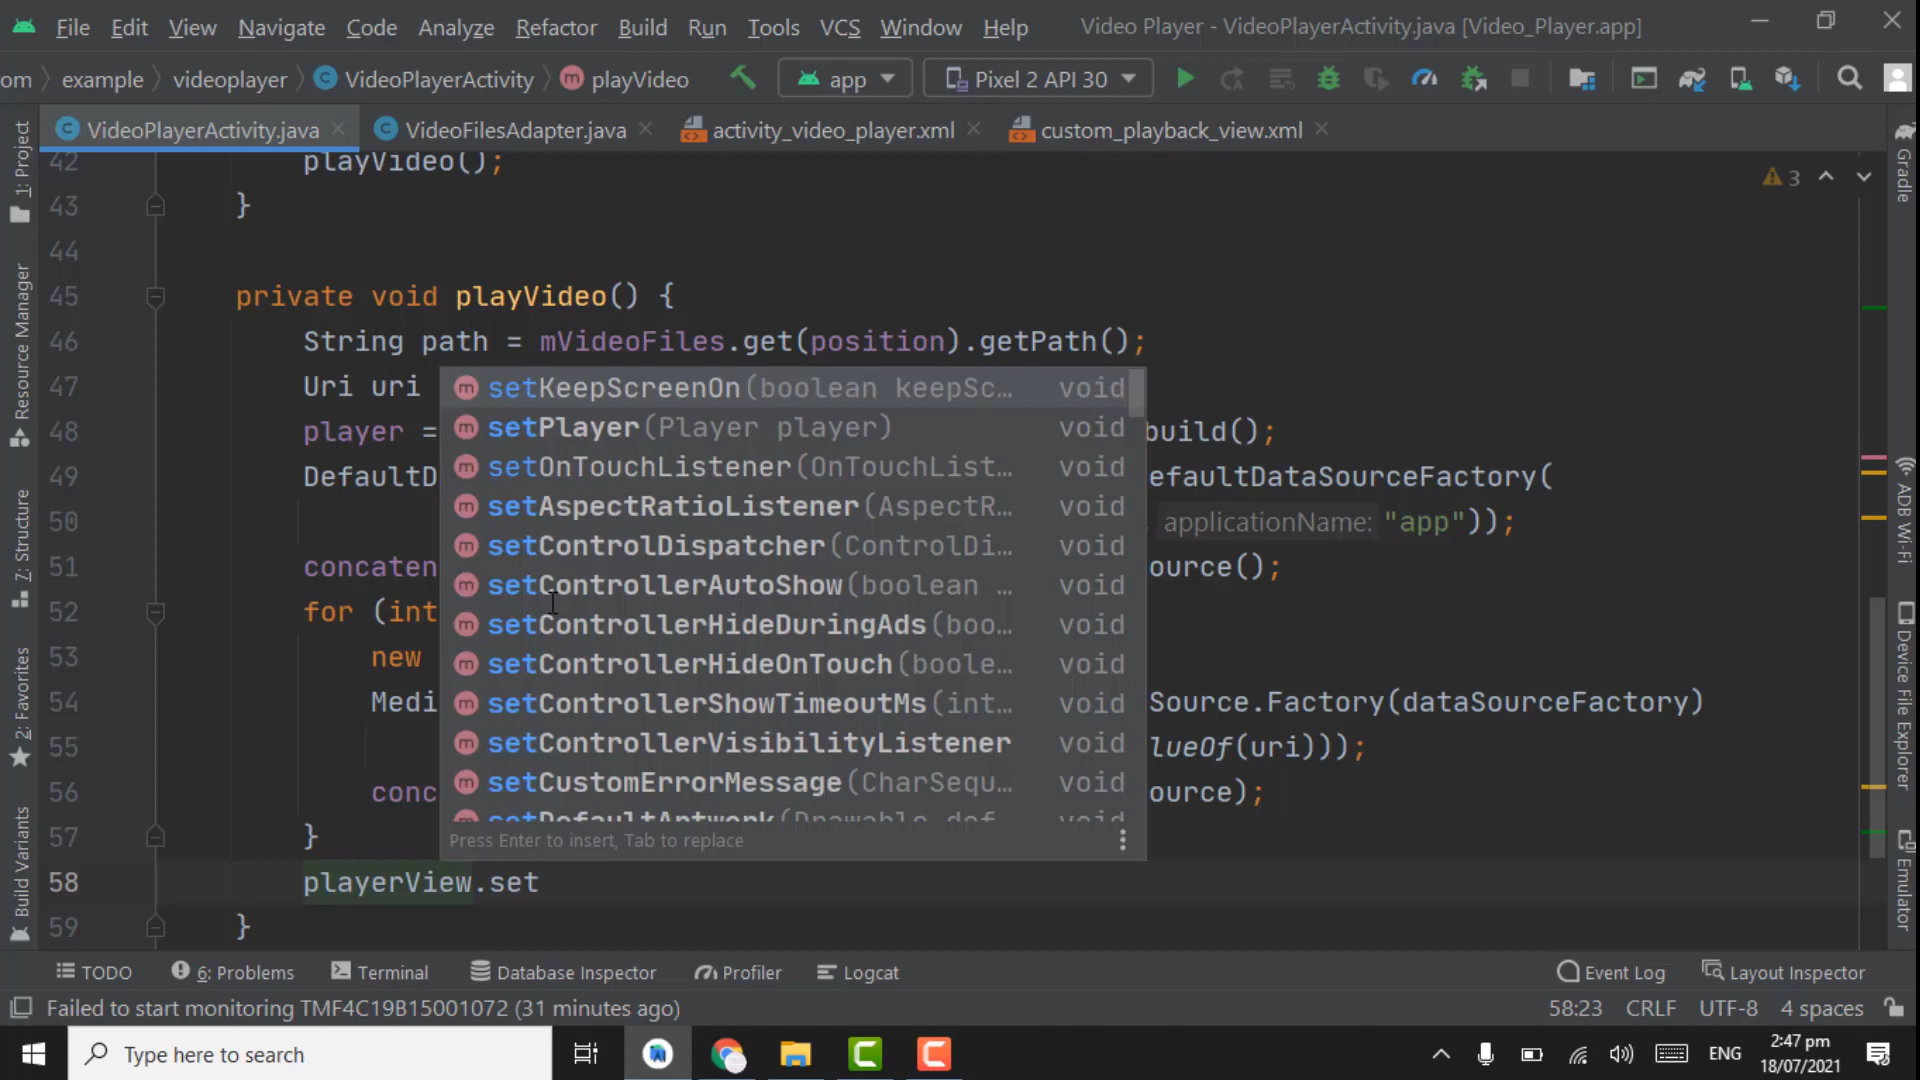 File Edit View Navigate Code Analyze Refactor Build Run Tools VCS Window Help Video Player - VideoPlayerActivity.java [Video_Player.app]
om example videoplayer VideoPlayerActivity playVideo app Pixel 2 API 30
VideoPlayerActivity.java VideoFilesAdapter.java activity_video_player.xml custom_playback_view.xml
42 playVideo();
3
43 }
44
45 private void playVideo() {
46 String path = mVideoFiles.get(position).getPath();
47 Uri uri
48 player = build();
49 DefaultD efaultDataSourceFactory(
50 applicationName: "app"));
51 concaten ource();
52 for (int
53 new
54 Medi Source.Factory(dataSourceFactory)
55 lueOf(uri)));
56 conc ource);
57 }
58 playerView.set
59 }
setKeepScreenOn(boolean keepSc… void
setPlayer(Player player) void
setOnTouchListener(OnTouchList… void
setAspectRatioListener(AspectR… void
setControlDispatcher(ControlDi… void
setControllerAutoShow(boolean … void
setControllerHideDuringAds(boo… void
setControllerHideOnTouch(boole… void
setControllerShowTimeoutMs(int… void
setControllerVisibilityListener void
setCustomErrorMessage(CharSequ… void
setDefaultArtwork(Drawable def… void
Press Enter to insert, Tab to replace
1: Project
Resource Manager
7: Structure
2: Favorites
Build Variants
Gradle
ADB Wi-Fi
Device File Explorer
Emulator
TODO 6: Problems Terminal Database Inspector Profiler Logcat Event Log Layout Inspector
Failed to start monitoring TMF4C19B15001072 (31 minutes ago) 58:23 CRLF UTF-8 4 spaces
Type here to search ENG 2:47 pm
18/07/2021